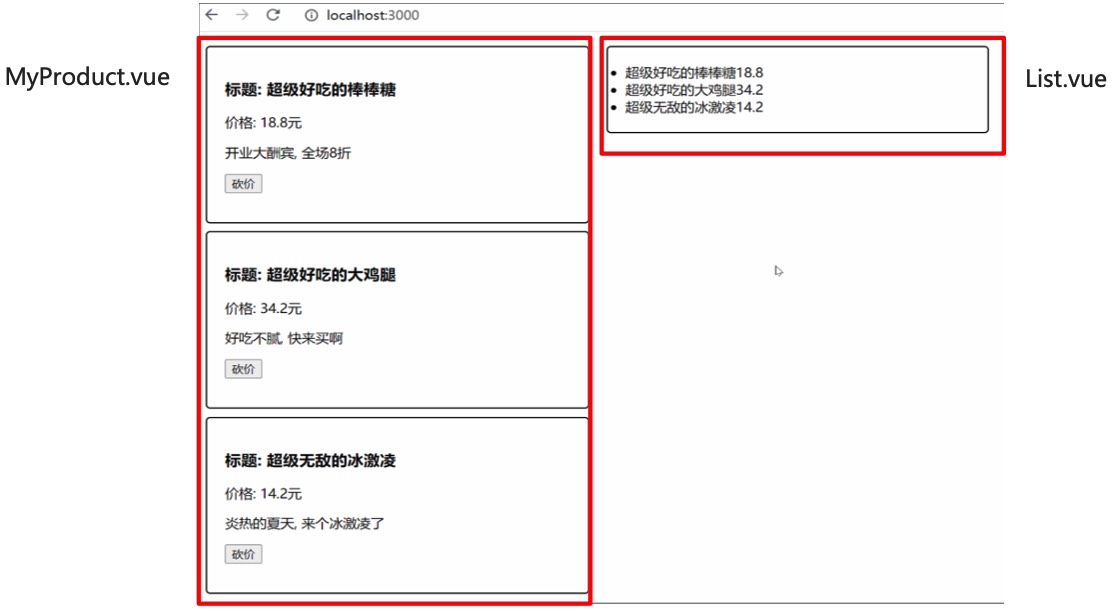 localhost:3000
MyProduct.vue
标题: 超级好吃的棒棒糖
价格: 18.8元
开业大酬宾, 全场8折
砍价
标题: 超级好吃的大鸡腿
价格: 34.2元
好吃不腻, 快来买啊
砍价
标题: 超级无敌的冰激凌
价格: 14.2元
炎热的夏天, 来个冰激凌了
砍价
超级好吃的棒棒糖18.8
超级好吃的大鸡腿34.2
超级无敌的冰激凌14.2
List.vue